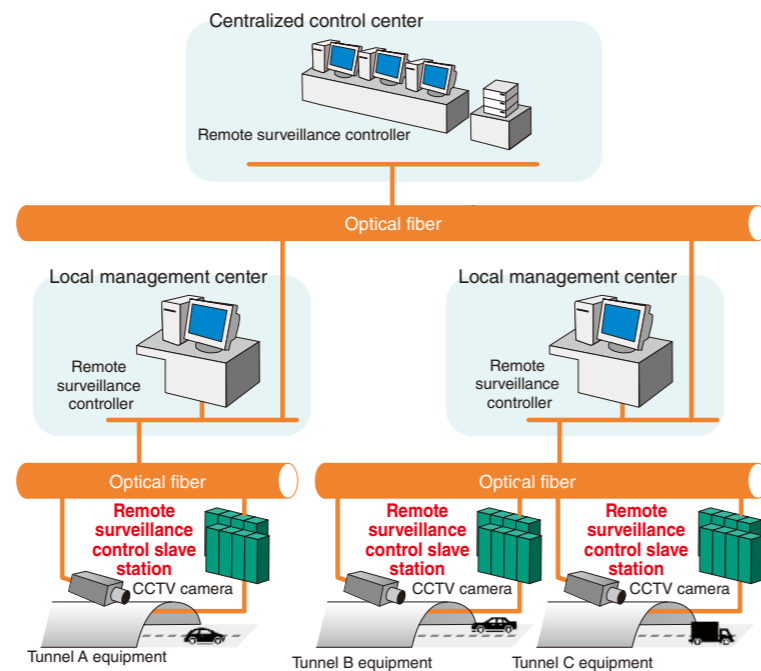 Centralized control center
Remote surveillance controller
Optical fiber
Local management center
Remote
surveillance
controller
Local management center
Remote
surveillance
controller
Optical fiber
Optical fiber
Remote
surveillance
control slave
station
CCTV camera
Tunnel A equipment
Remote
surveillance
control slave
station
CCTV camera
Tunnel B equipment
Remote
surveillance
control slave
station
CCTV camera
Tunnel C equipment